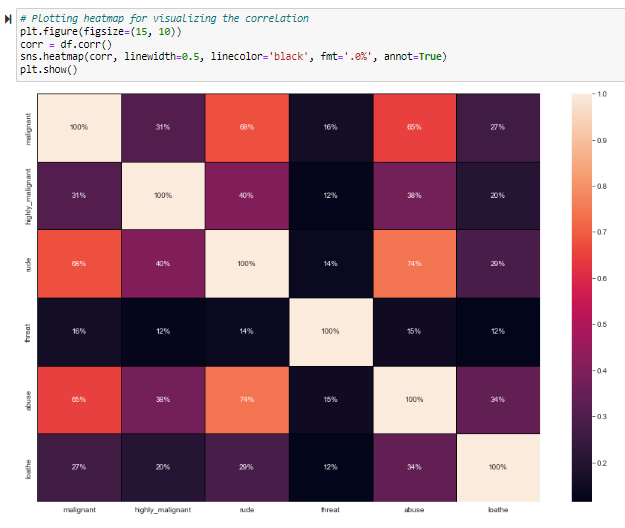 # Plotting heatmap for visualizing the correlation
plt.figure(figsize=(15, 10))
corr = df.corr()
sns.heatmap(corr, linewidth=0.5, linecolor='black', fmt='.0%', annot=True)
plt.show()
malignant 100% 31% 68% 16% 65% 27%
highly_malignant 31% 100% 40% 12% 38% 20%
rude 68% 40% 100% 14% 74% 29%
threat 16% 12% 14% 100% 15% 12%
abuse 65% 38% 74% 15% 100% 34%
loathe 27% 20% 29% 12% 34% 100%
malignant highly_malignant rude threat abuse loathe
1.0
0.9
0.8
0.7
0.6
0.5
0.4
0.3
0.2